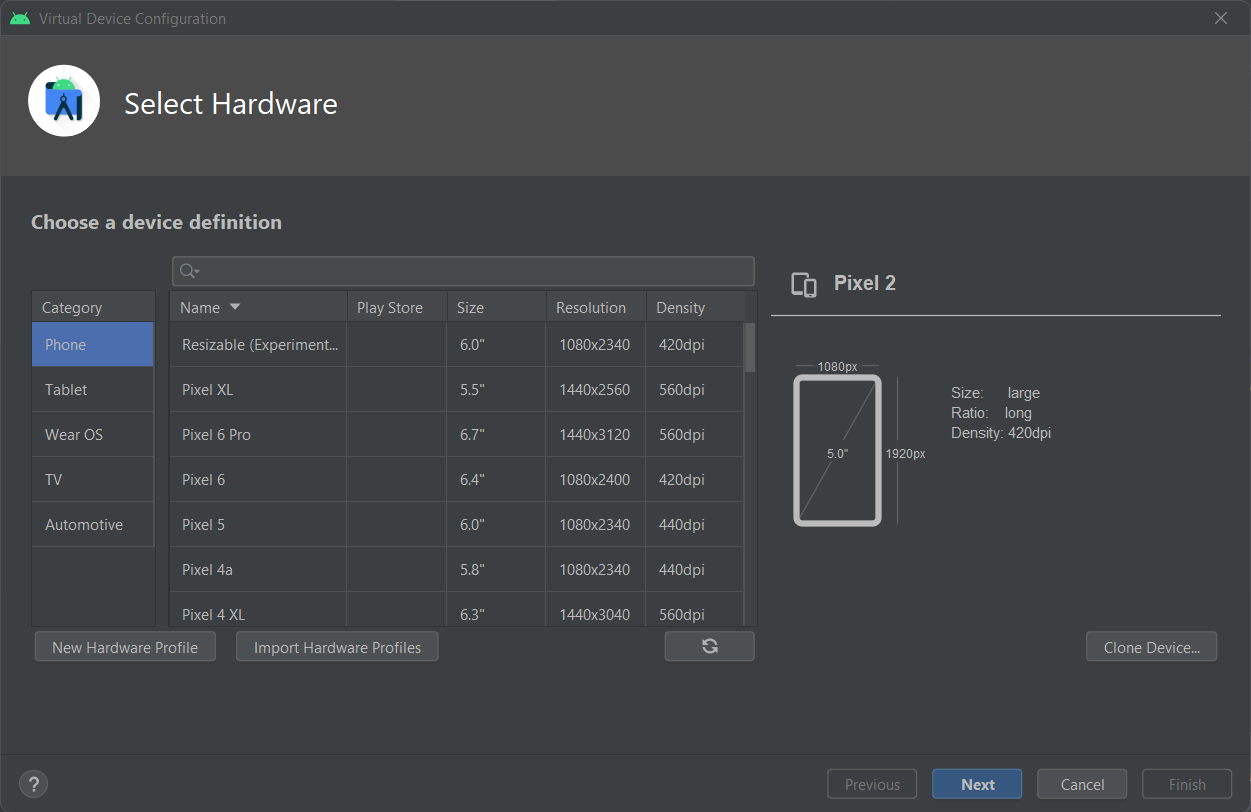 Virtual Device Configuration
Select Hardware
Choose a device definition
Category
Phone
Tablet
Wear OS
TV
Automotive
Name Play Store Size Resolution Density
Resizable (Experiment... 6.0" 1080x2340 420dpi
Pixel XL 5.5" 1440x2560 560dpi
Pixel 6 Pro 6.7" 1440x3120 560dpi
Pixel 6 6.4" 1080x2400 420dpi
Pixel 5 6.0" 1080x2340 440dpi
Pixel 4a 5.8" 1080x2340 440dpi
Pixel 4 XL 6.3" 1440x3040 560dpi
Pixel 2
1080px
5.0"
1920px
Size: large
Ratio: long
Density: 420dpi
New Hardware Profile Import Hardware Profiles Clone Device...
? Previous Next Cancel Finish